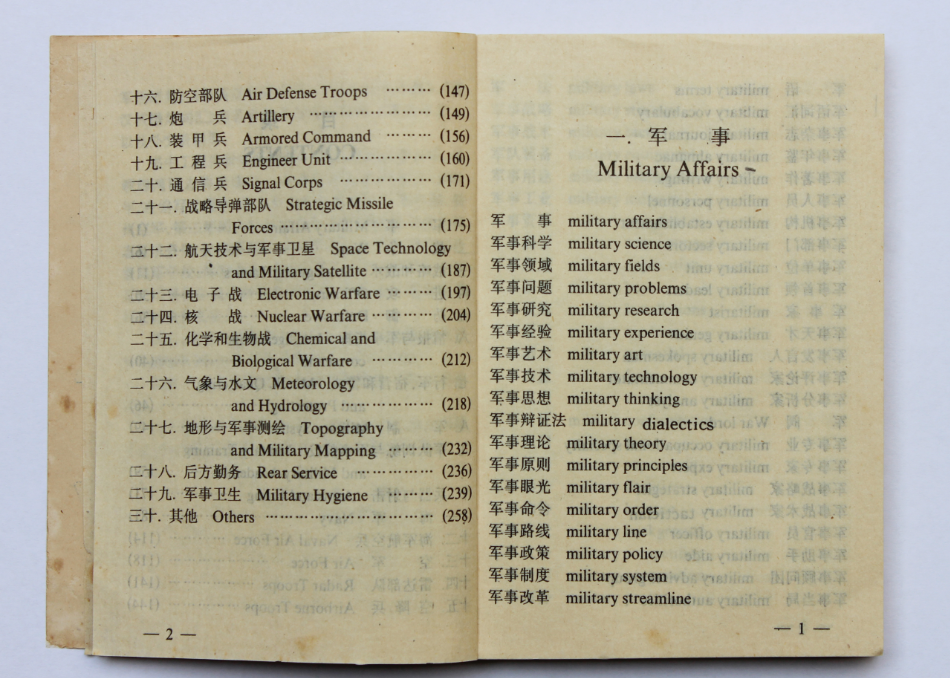 十六. 防空部队 Air Defense Troops ……… (147)
十七. 炮 兵 Artillery ……………… (149)
十八. 装 甲 兵 Armored Command ……… (156)
十九. 工 程 兵 Engineer Unit ……………… (160)
二十. 通 信 兵 Signal Corps ……………… (171)
二十一. 战略导弹部队 Strategic Missile
Forces ……………… (175)
二十二. 航天技术与军事卫星 Space Technology
and Military Satellite ……… (187)
二十三. 电 子 战 Electronic Warfare ……… (197)
二十四. 核 战 Nuclear Warfare ……… (204)
二十五. 化学和生物战 Chemical and
Biological Warfare ……… (212)
二十六. 气象与水文 Meteorology
and Hydrology ……………… (218)
二十七. 地形与军事测绘 Topography
and Military Mapping ……… (232)
二十八. 后方勤务 Rear Service ……………… (236)
二十九. 军事卫生 Military Hygiene ……… (239)
三十. 其他 Others ……………………………… (258)
— 2 —
一. 军 事
Military Affairs
军 事 military affairs
军事科学 military science
军事领域 military fields
军事问题 military problems
军事研究 military research
军事经验 military experience
军事艺术 military art
军事技术 military technology
军事思想 military thinking
军事辩证法 military dialectics
军事理论 military theory
军事原则 military principles
军事眼光 military flair
军事命令 military order
军事路线 military line
军事政策 military policy
军事制度 military system
军事改革 military streamline
— 1 —